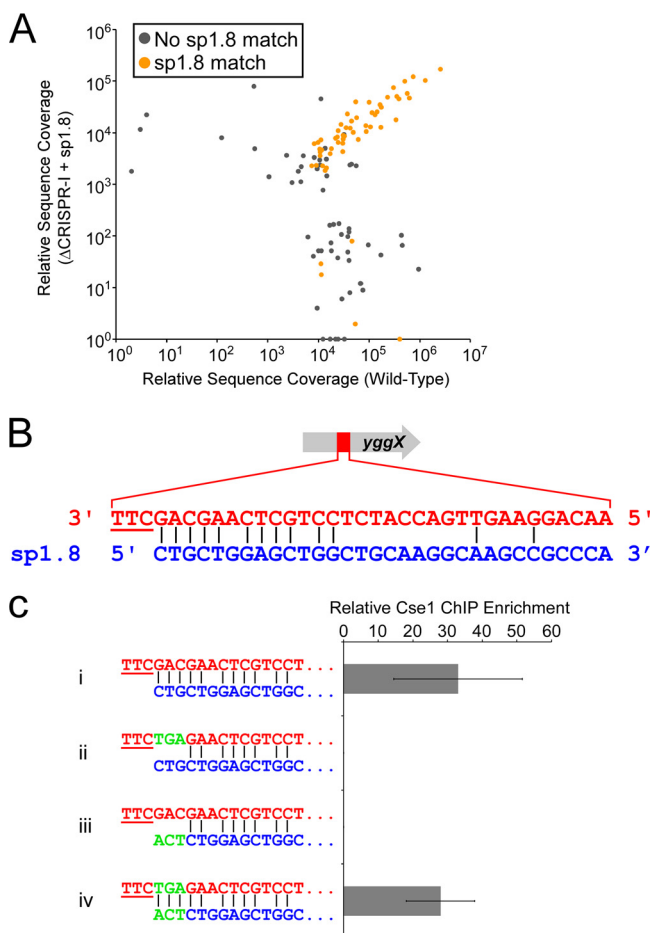 A
No sp1.8 match
sp1.8 match
Relative Sequence Coverage
(ΔCRISPR-I + sp1.8)
10⁶
10⁵
10⁴
10³
10²
10¹
10⁰
10⁰ 10¹ 10² 10³ 10⁴ 10⁵ 10⁶ 10⁷
Relative Sequence Coverage (Wild-Type)
B
yggX
3' TTCGACGAACTCGTCCTCTACCAGTTGAAGGACAA 5'
sp1.8 5' CTGCTGGAGCTGGCTGCAAGGCAAGCCGCCCA 3'
C
Relative Cse1 ChIP Enrichment
0 10 20 30 40 50 60
i
TTCGACGAACTCGTCCT...
CTGCTGGAGCTGGC...
ii
TTCTGAGAACTCGTCCT...
CTGCTGGAGCTGGC...
iii
TTCGACGAACTCGTCCT...
ACTCTGGAGCTGGC...
iv
TTCTGAGAACTCGTCCT...
ACTCTGGAGCTGGC...